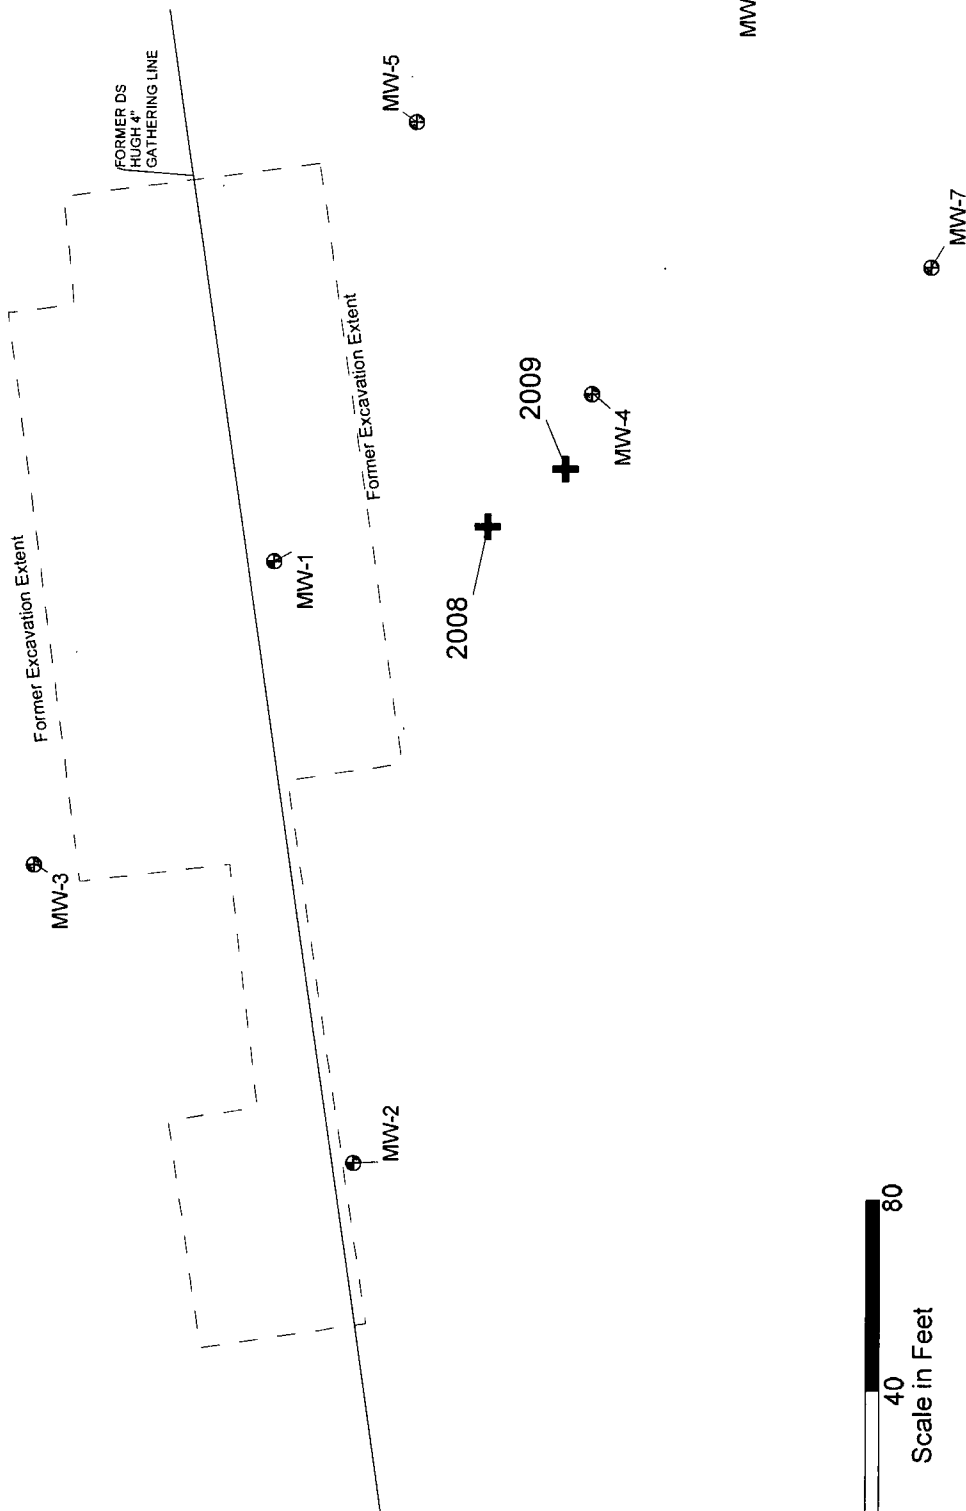 FORMER DS
HUGH 4"
GATHERING LINE
MW-5
MW
Former Excavation Extent
Former Excavation Extent
MW-7
2009
MW-4
MW-1
2008
MW-3
MW-2
40
80
Scale in Feet